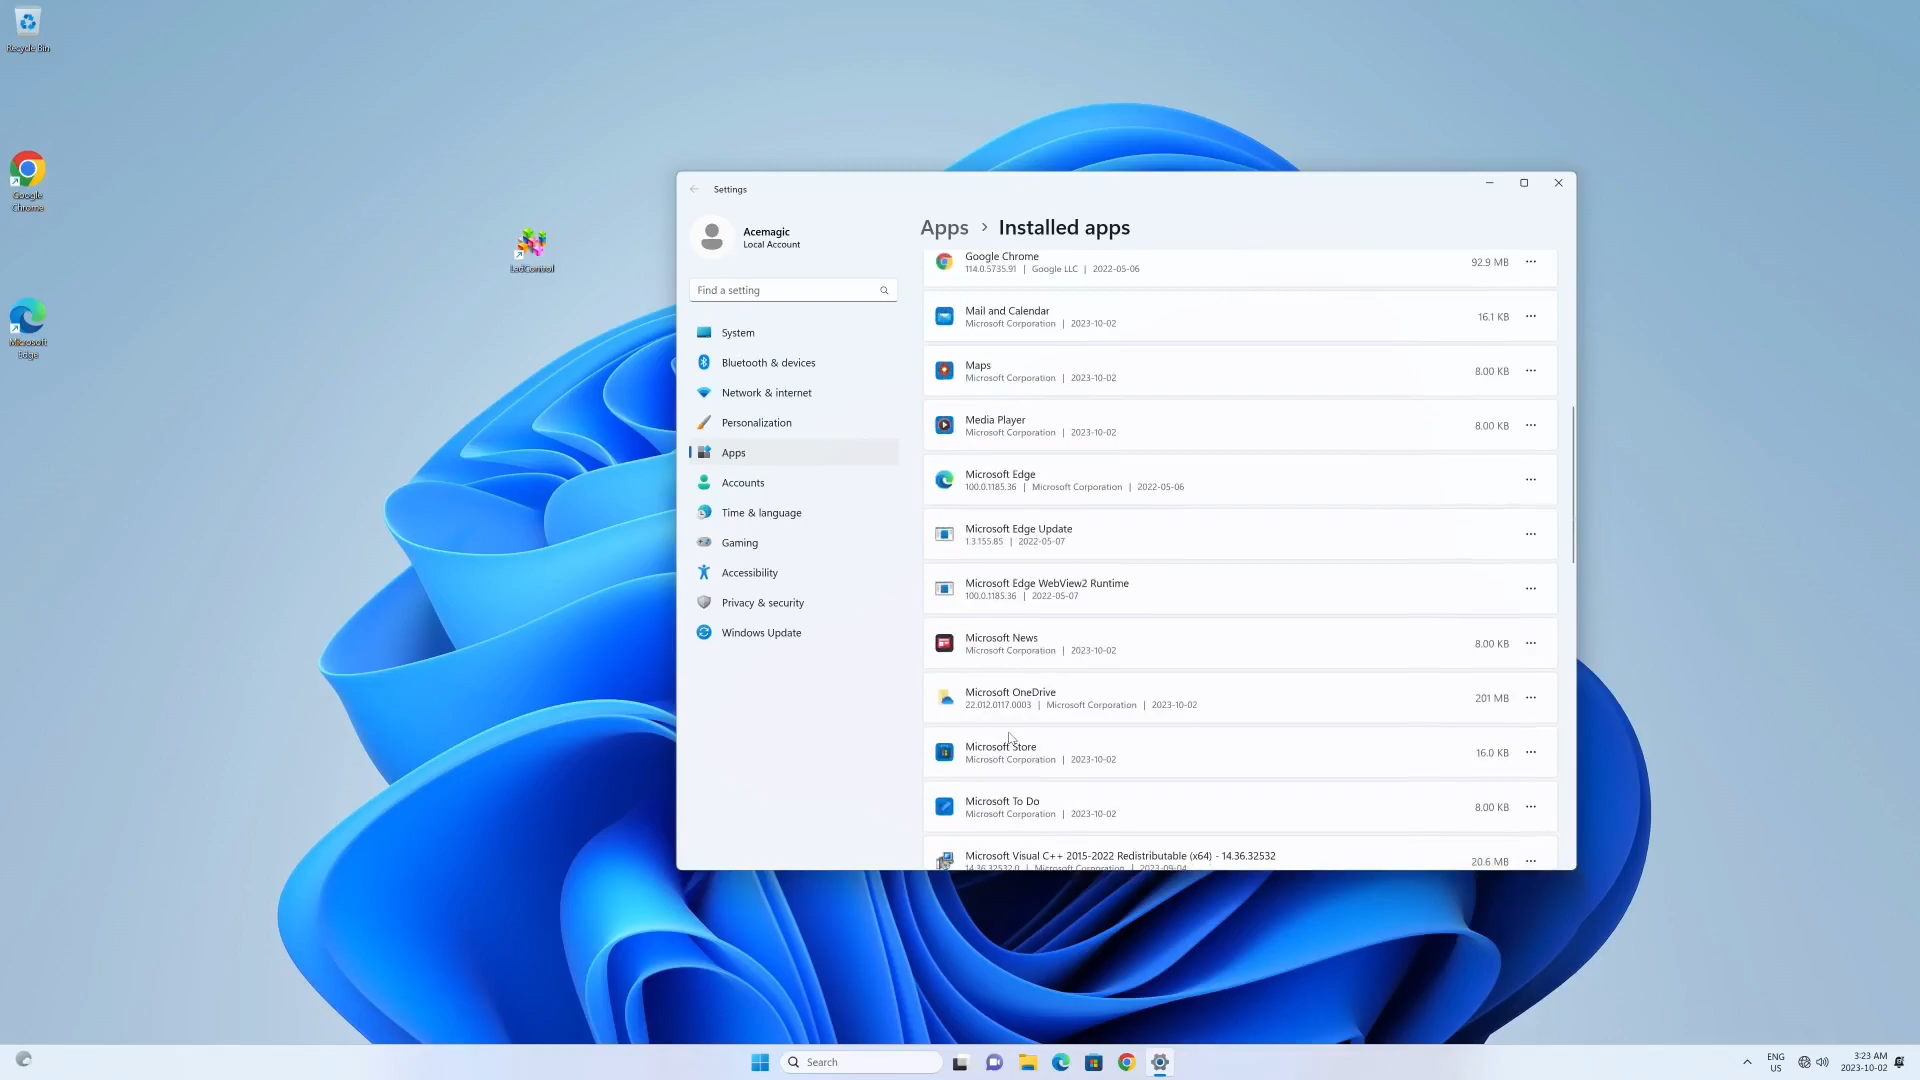 Recycle Bin
Google
Chrome
Microsoft
Edge
LedControl
Settings
Acemagic
Local Account
Find a setting
System
Bluetooth & devices
Network & internet
Personalization
Apps
Accounts
Time & language
Gaming
Accessibility
Privacy & security
Windows Update
Apps > Installed apps
Google Chrome
114.0.5735.91 | Google LLC | 2022-05-06
92.9 MB
Mail and Calendar
Microsoft Corporation | 2023-10-02
16.1 KB
Maps
Microsoft Corporation | 2023-10-02
8.00 KB
Media Player
Microsoft Corporation | 2023-10-02
8.00 KB
Microsoft Edge
100.0.1185.36 | Microsoft Corporation | 2022-05-06
Microsoft Edge Update
1.3.155.85 | 2022-05-07
Microsoft Edge WebView2 Runtime
100.0.1185.36 | 2022-05-07
Microsoft News
Microsoft Corporation | 2023-10-02
8.00 KB
Microsoft OneDrive
22.012.0117.0003 | Microsoft Corporation | 2023-10-02
201 MB
Microsoft Store
Microsoft Corporation | 2023-10-02
16.0 KB
Microsoft To Do
Microsoft Corporation | 2023-10-02
8.00 KB
Microsoft Visual C++ 2015-2022 Redistributable (x64) - 14.36.32532
14.36.32532.0 | Microsoft Corporation | 2023-09-04
20.6 MB
Search
ENG
US
3:23 AM
2023-10-02